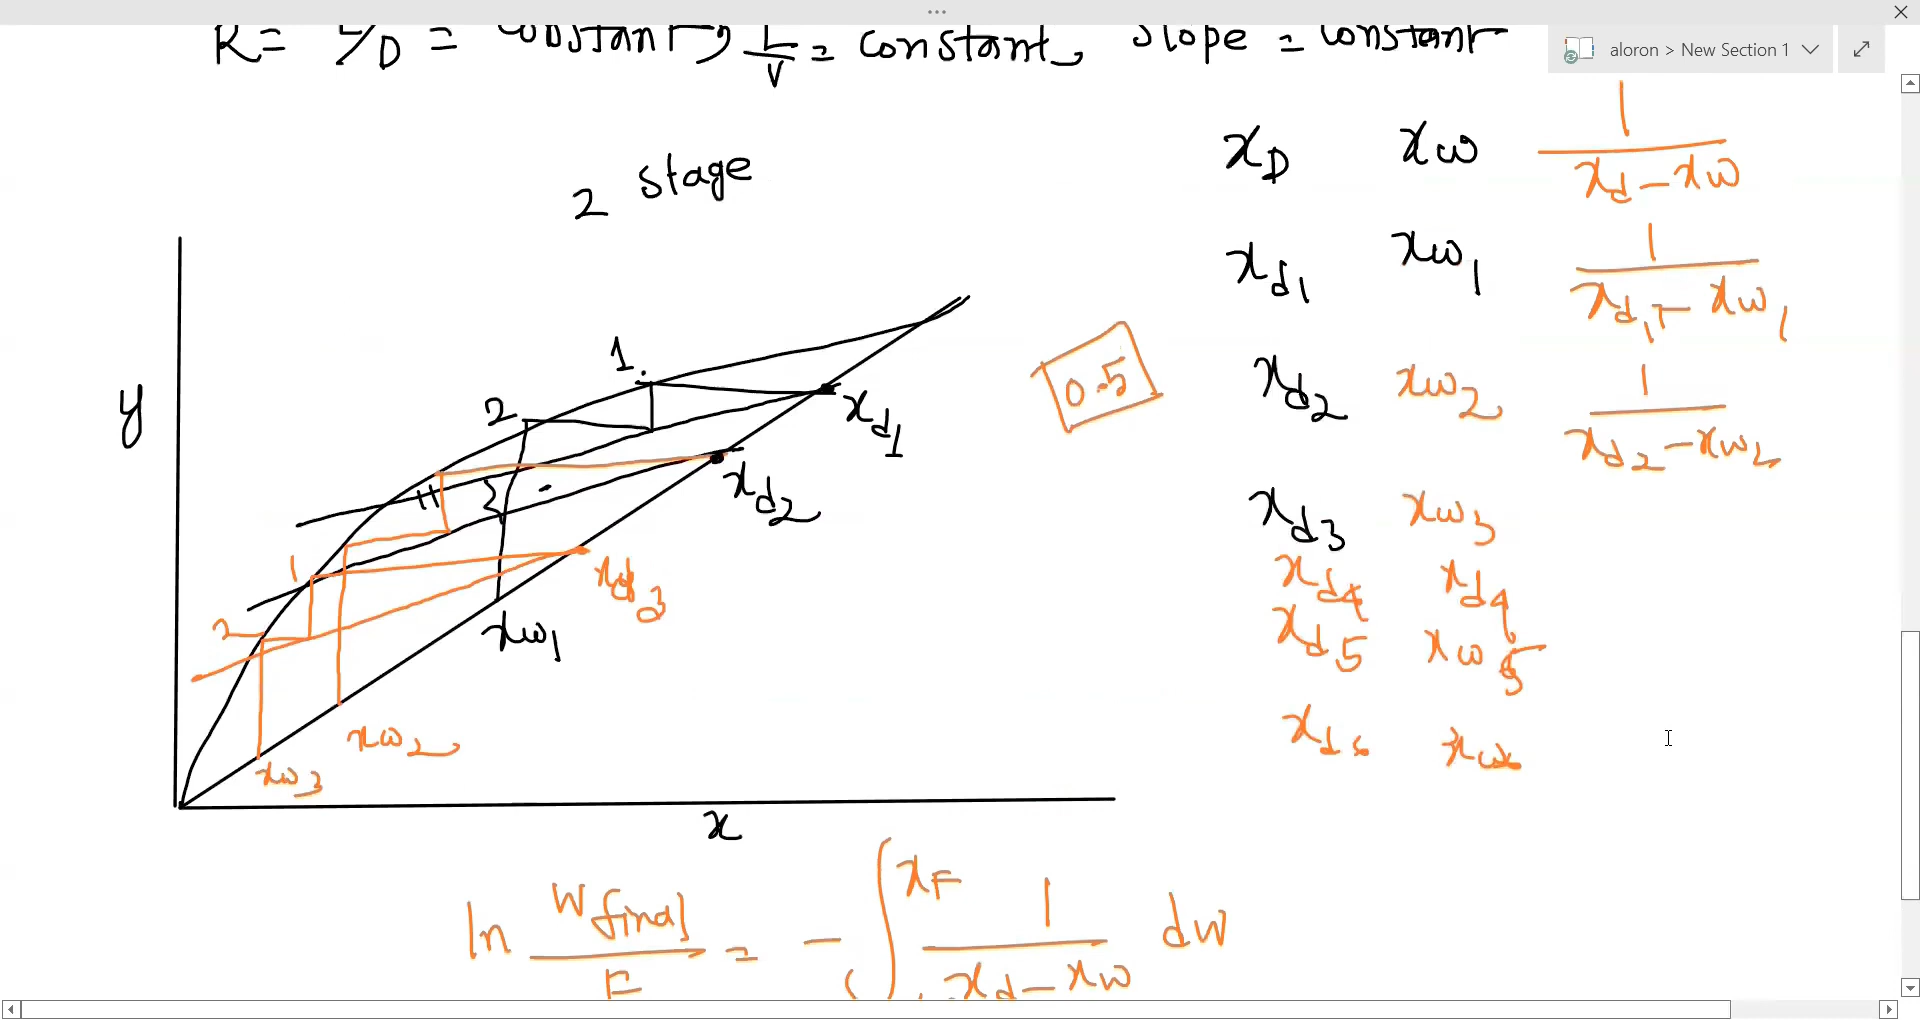 R = L/D = constant, L/V = constant, slope = constant
aloron > New Section 1
2 stage
xD xw 1/(xd - xw)
xd1 xw1 1/(xd1 - xw1)
xd2 xw2 1/(xd2 - xw2)
xd3 xw3
xd4 xd4
xd5 xw5
xd6 xw6
0.5
y
1
2
xd1
xd2
1
xd3
2
xw1
xw2
xw3
x
ln Wfinal/F = - ∫ xF 1/(xd - xw) dw